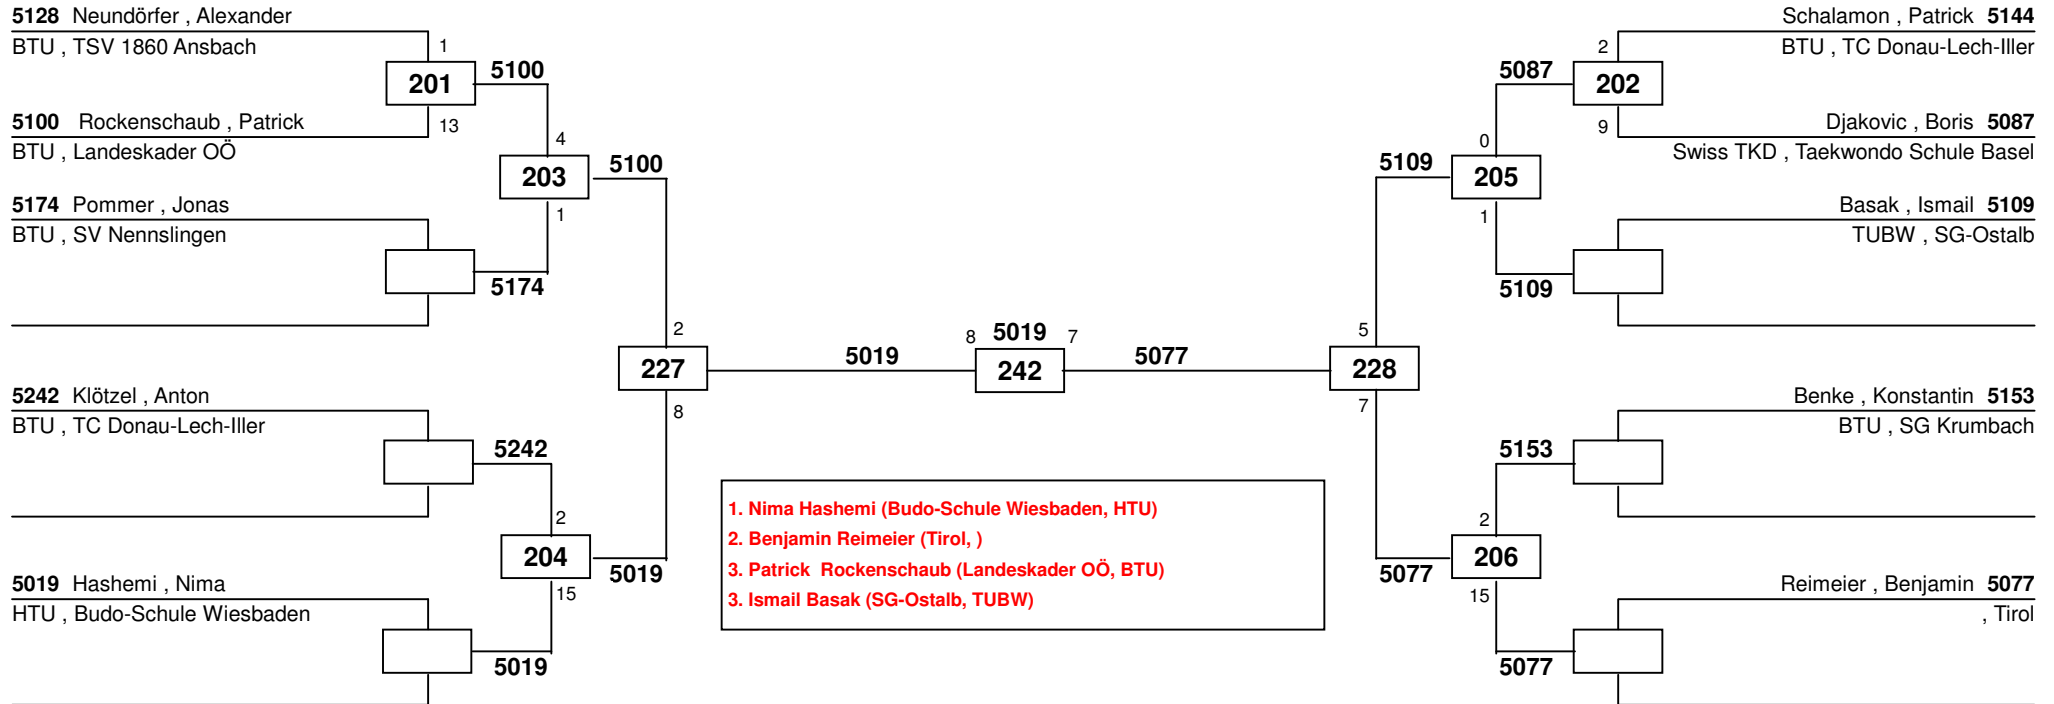 5128 Neundörfer , Alexander
BTU , TSV 1860 Ansbach
1
201
5100
13
5100 Rockenschaub , Patrick
BTU , Landeskader OÖ
4
203
5100
1
5174 Pommer , Jonas
BTU , SV Nennslingen
5174
2
227
5019
8
5242 Klötzel , Anton
BTU , TC Donau-Lech-Iller
5242
2
204
5019
15
5019 Hashemi , Nima
HTU , Budo-Schule Wiesbaden
5019
8 5019 7
242
5077
1. Nima Hashemi (Budo-Schule Wiesbaden, HTU)
2. Benjamin Reimeier (Tirol, )
3. Patrick Rockenschaub (Landeskader OÖ, BTU)
3. Ismail Basak (SG-Ostalb, TUBW)
Schalamon , Patrick 5144
BTU , TC Donau-Lech-Iller
2
5087
202
9
Djakovic , Boris 5087
Swiss TKD , Taekwondo Schule Basel
0
5109
205
1
Basak , Ismail 5109
TUBW , SG-Ostalb
5109
5
228
7
Benke , Konstantin 5153
BTU , SG Krumbach
5153
2
206
5077
15
Reimeier , Benjamin 5077
, Tirol
5077